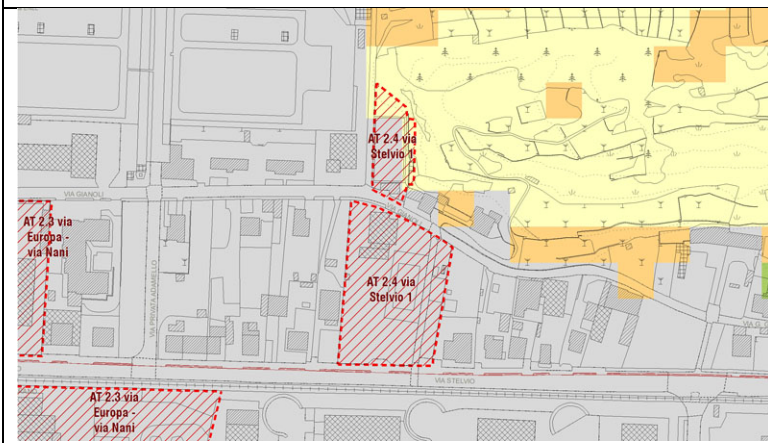 AT 2.4 via
Stelvio 1
VIA GIANOLI
AT 2.3 via
Europa -
via Nani
VIA PRIVATA ADAMELLO
AT 2.4 via
Stelvio 1
VIA STELVIO
AT 2.3 via
Europa -
via Nani